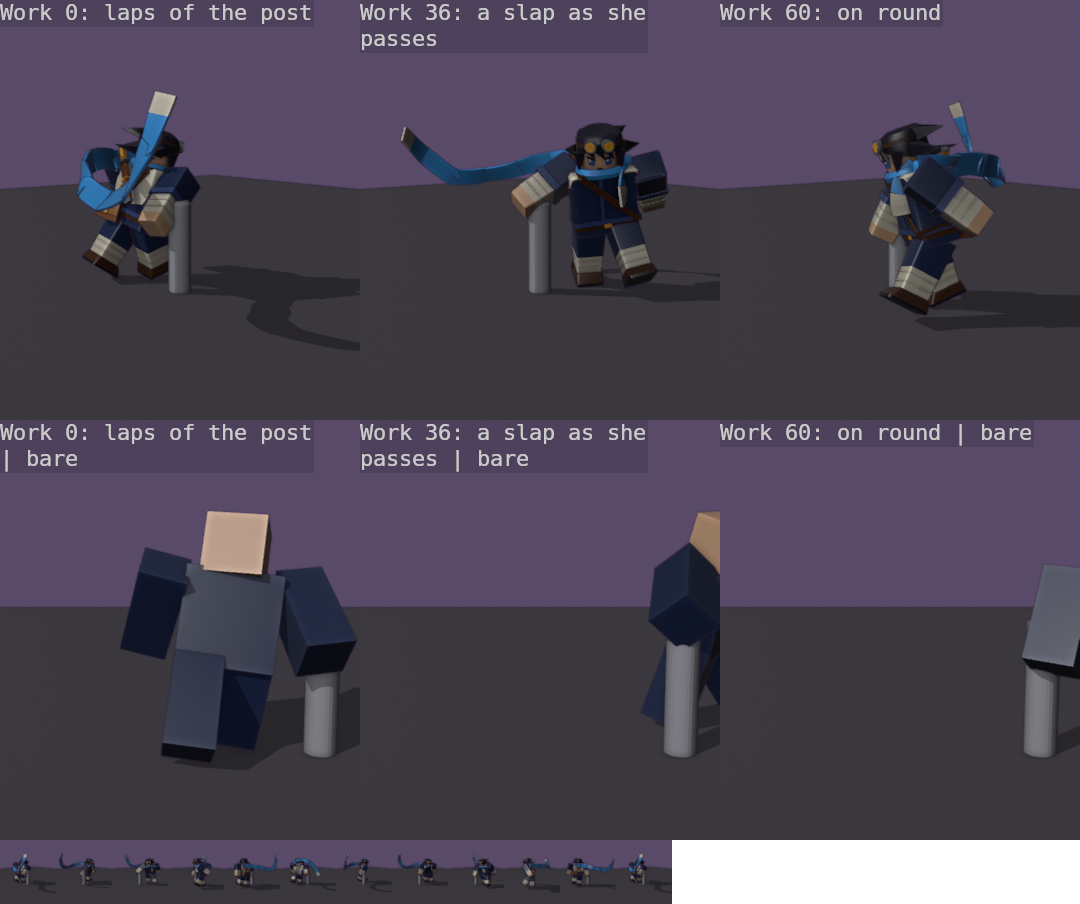 Work 0: laps of the post
Work 36: a slap as she
passes
Work 60: on round
Work 0: laps of the post
| bare
Work 36: a slap as she
passes | bare
Work 60: on round | bare